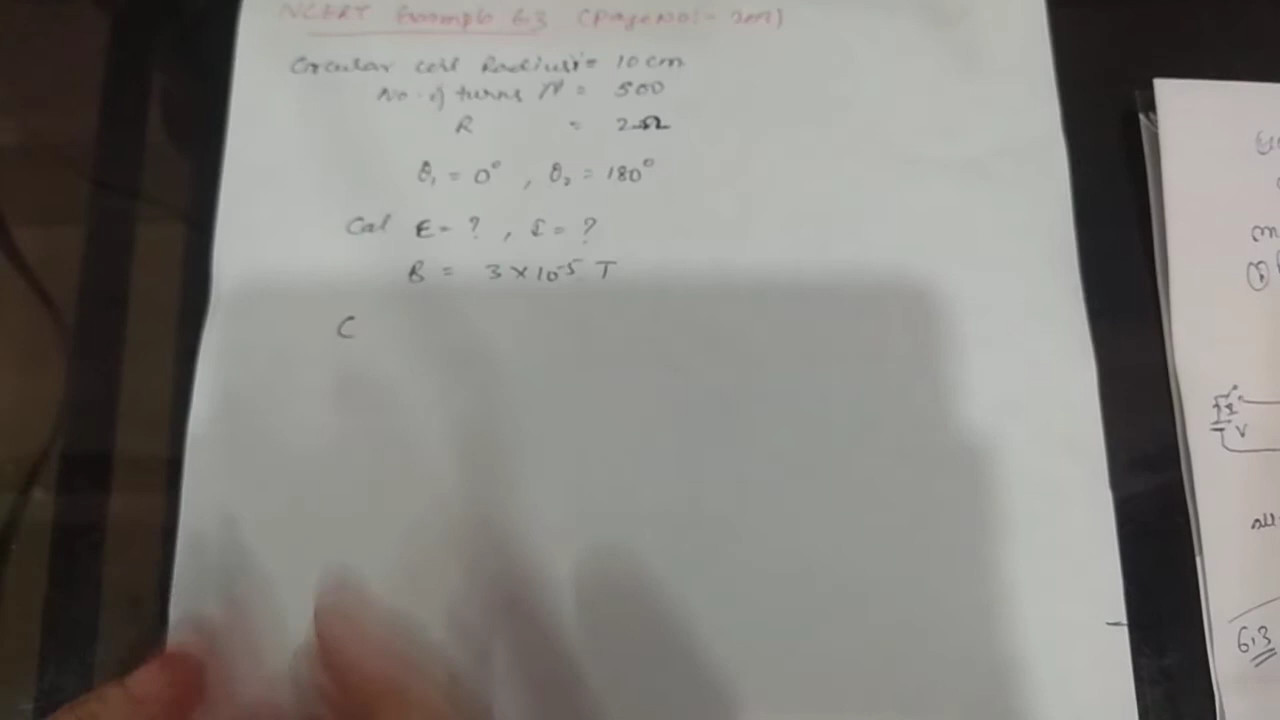 NCERT Example 6.3 (Page No:-
Circular coil Radius = 10 cm
No. of turns N = 500
R = 2Ω
θ₁ = 0° , θ₂ = 180°
Cal E = ? , I = ?
B = 3 × 10⁻⁵ T
C
V
all
6.3